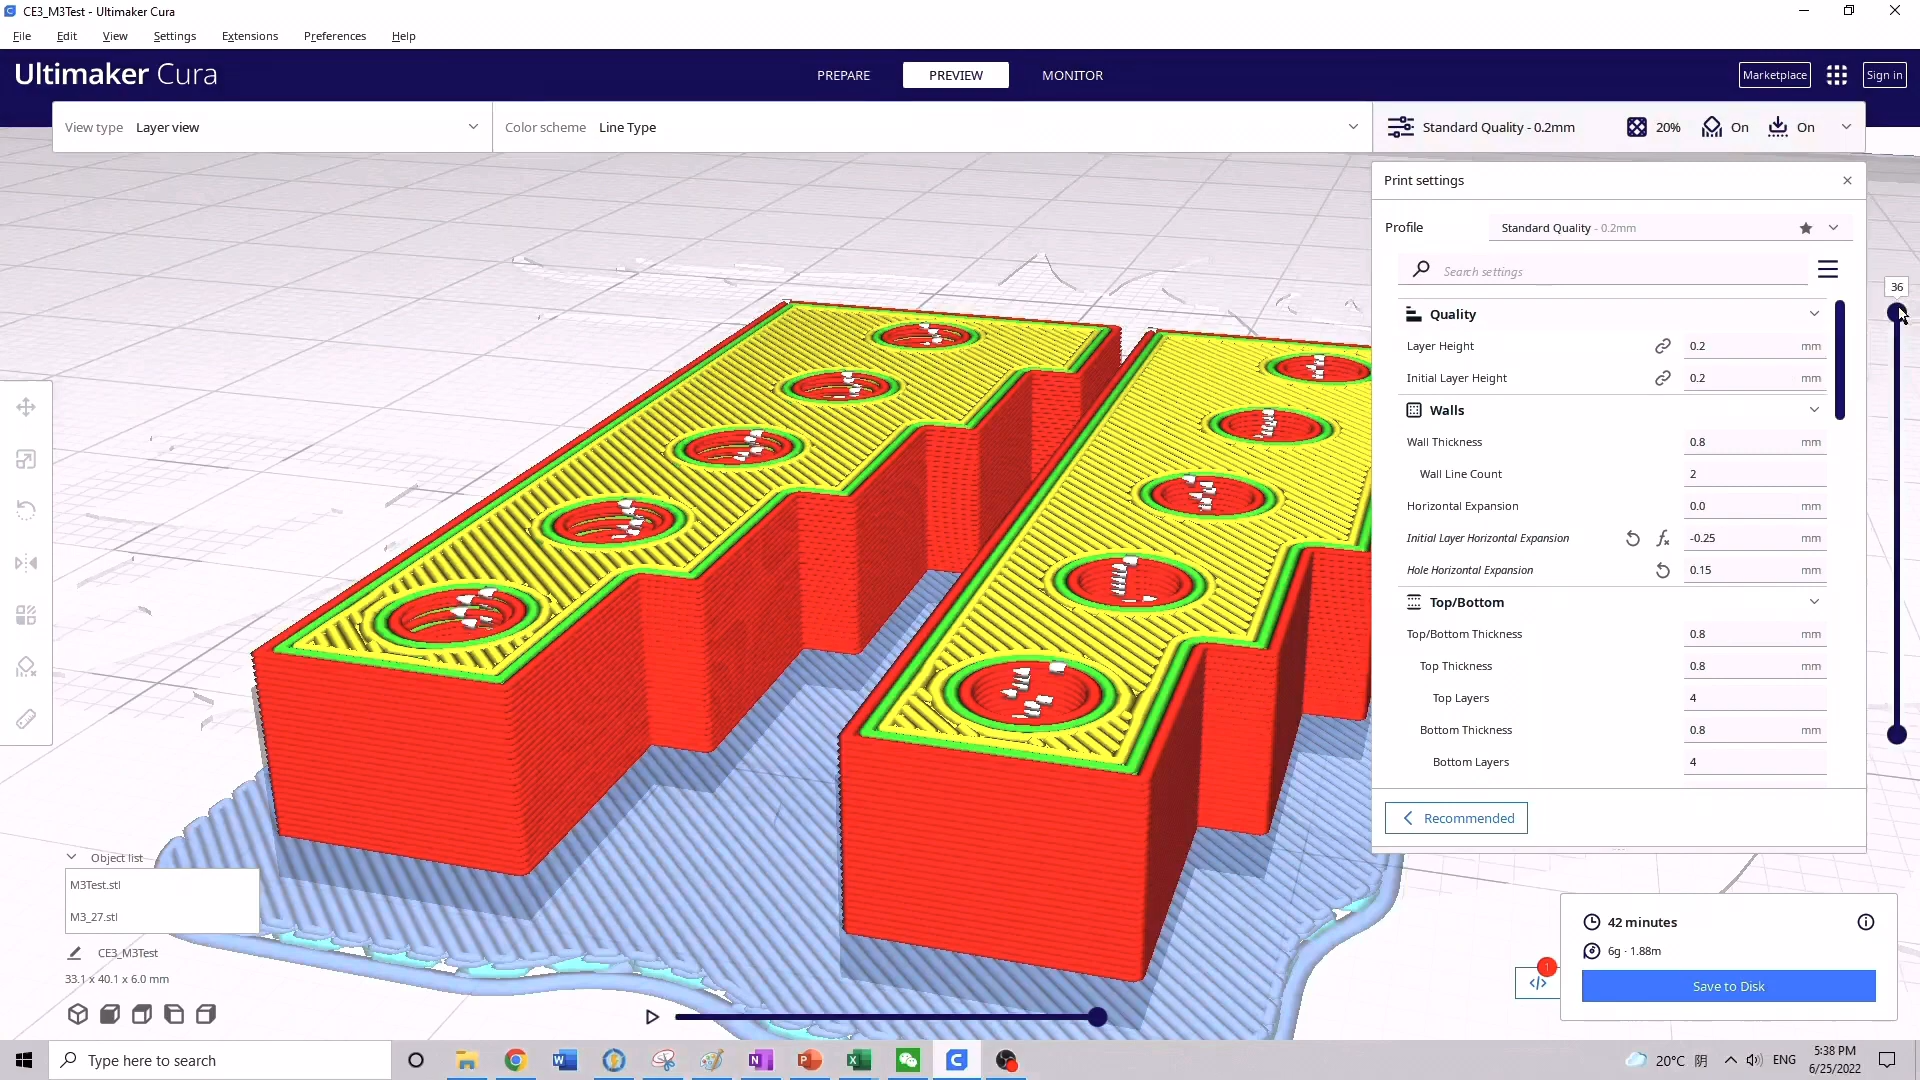 CE3_M3Test - Ultimaker Cura
File Edit View Settings Extensions Preferences Help
Ultimaker Cura
PREPARE PREVIEW MONITOR
Marketplace Sign in
View type Layer view
Color scheme Line Type
Standard Quality - 0.2mm 20% On On
Print settings
Profile Standard Quality - 0.2mm
Search settings
36
Quality
Layer Height 0.2 mm
Initial Layer Height 0.2 mm
Walls
Wall Thickness 0.8 mm
Wall Line Count 2
Horizontal Expansion 0.0 mm
Initial Layer Horizontal Expansion -0.25 mm
Hole Horizontal Expansion 0.15 mm
Top/Bottom
Top/Bottom Thickness 0.8 mm
Top Thickness 0.8 mm
Top Layers 4
Bottom Thickness 0.8 mm
Bottom Layers 4
Recommended
Object list
M3Test.stl
M3_27.stl
CE3_M3Test
33.1 x 40.1 x 6.0 mm
1
42 minutes
6g · 1.88m
Save to Disk
Type here to search
20°C 阴 ENG
5:38 PM
6/25/2022